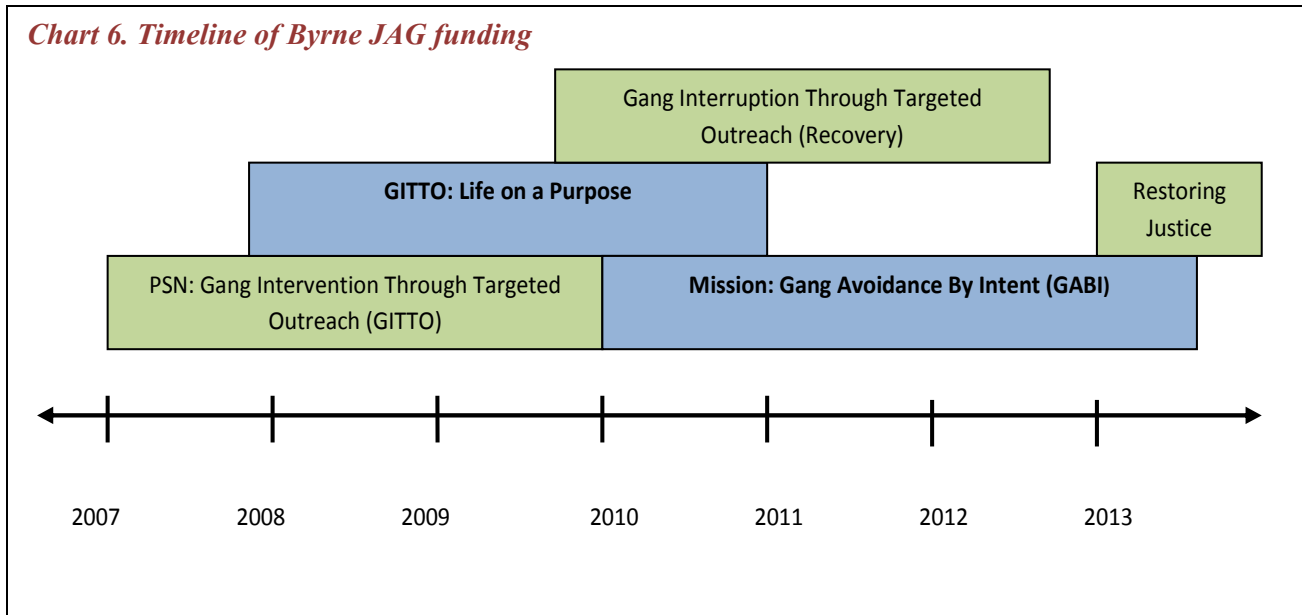 Chart 6. Timeline of Byrne JAG funding
Gang Interruption Through Targeted
Outreach (Recovery)
GITTO: Life on a Purpose
Restoring
Justice
PSN: Gang Intervention Through Targeted
Outreach (GITTO)
Mission: Gang Avoidance By Intent (GABI)
2007 2008 2009 2010 2011 2012 2013